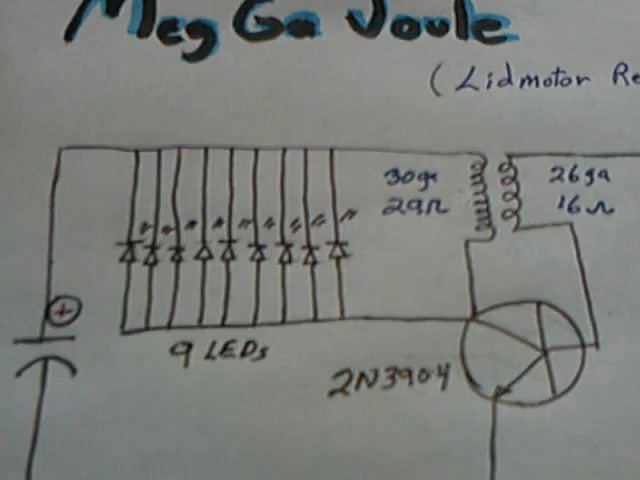 Meg Ga Joule
(Lidmotor Re
30ga
29Ω
26ga
16Ω
+
9 LEDs
2N3904